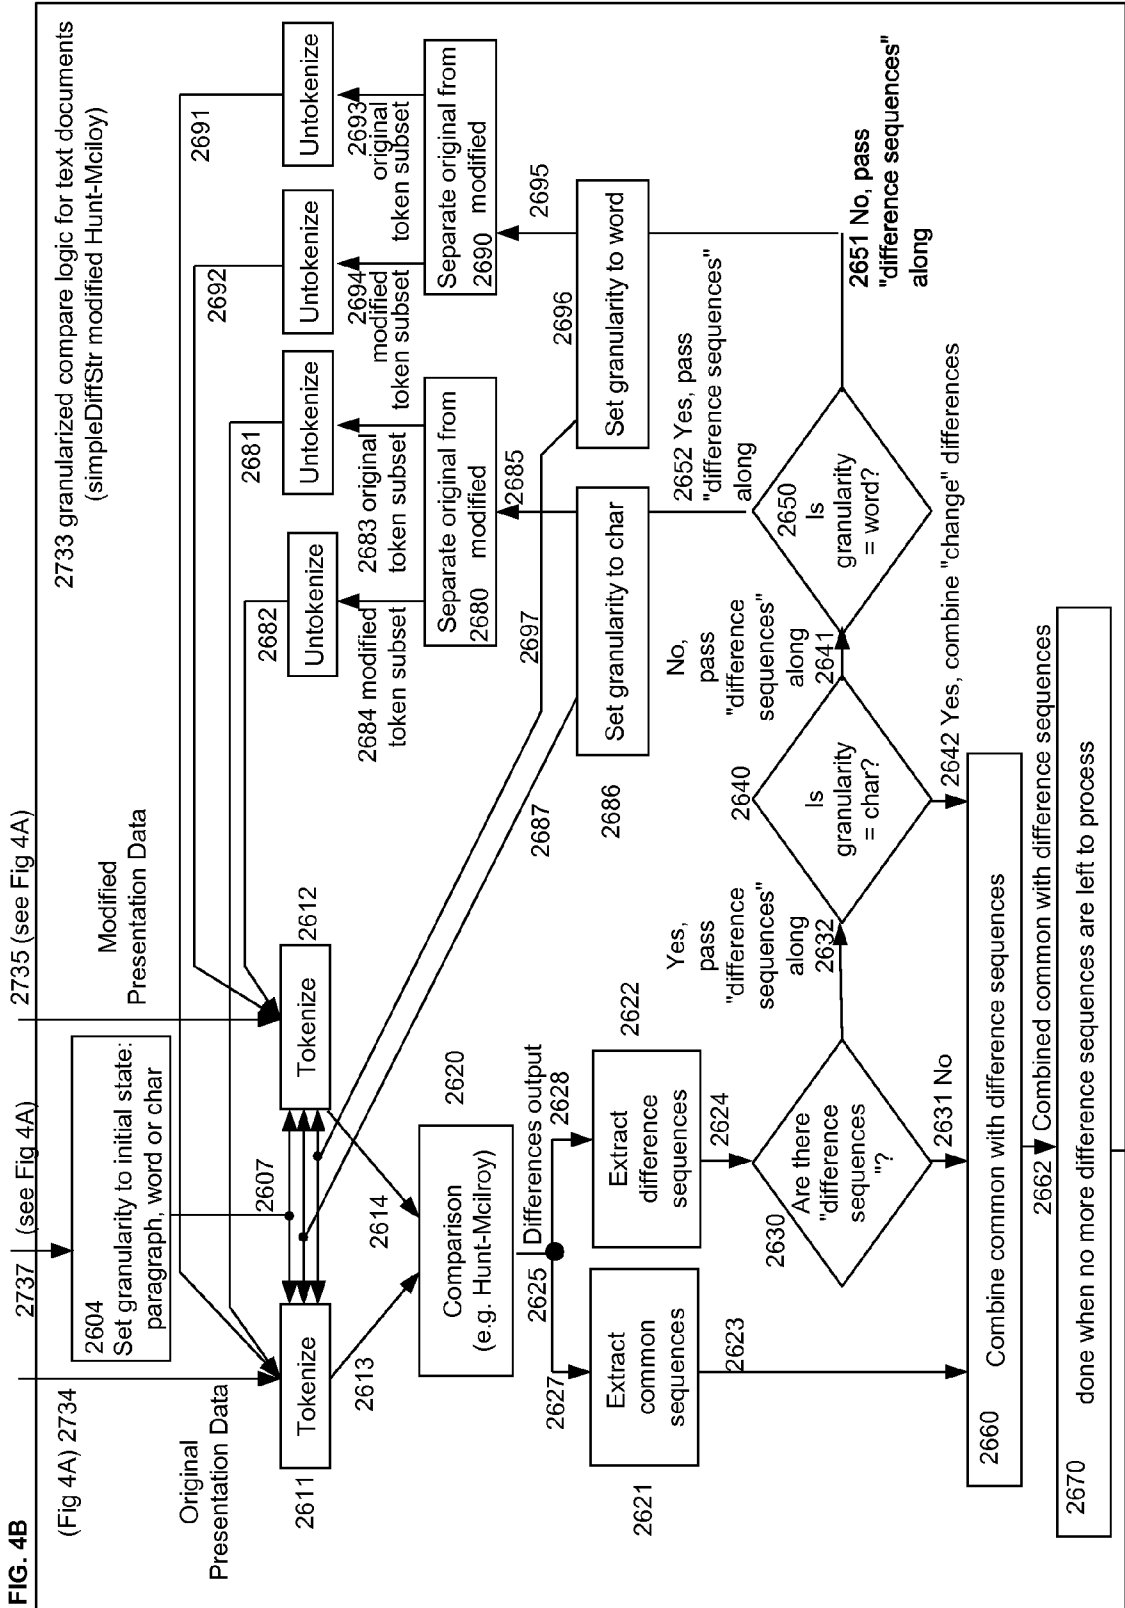 FIG. 4B
2733 granularized compare logic for text documents
(simpleDiffStr modified Hunt-Mciloy)
(Fig 4A) 2734
2737 (see Fig 4A)
2735 (see Fig 4A)
Original
Presentation Data
2604
Set granularity to initial state:
paragraph, word or char
Modified
Presentation Data
2691
2692
2681
2682
2611
Tokenize
2607
Tokenize
2612
Untokenize
Untokenize
Untokenize
Untokenize
2613
2614
2684 modified
token subset
2683 original
token subset
2694
modified
token subset
2693
original
token subset
Comparison
(e.g. Hunt-Mcilroy)
2620
Separate original from
2680 modified
Separate original from
2690 modified
2685
2695
2625
Differences output
2627
2628
2697
2696
2687
2621
Extract
common
sequences
Extract
difference
sequences
2622
2686
Set granularity to char
Set granularity to word
2623
2624
Yes,
pass
"difference
sequences"
along
2632
No,
pass
"difference
sequences"
along
2641
2652 Yes, pass
"difference sequences"
along
2630
Are there
"difference
sequences
"?
2640
Is
granularity
= char?
2650
Is
granularity
= word?
2651 No, pass
"difference sequences"
along
2631 No
2642 Yes, combine "change" differences
2660
Combine common with difference sequences
2662 Combined common with difference sequences
2670
done when no more difference sequences are left to process